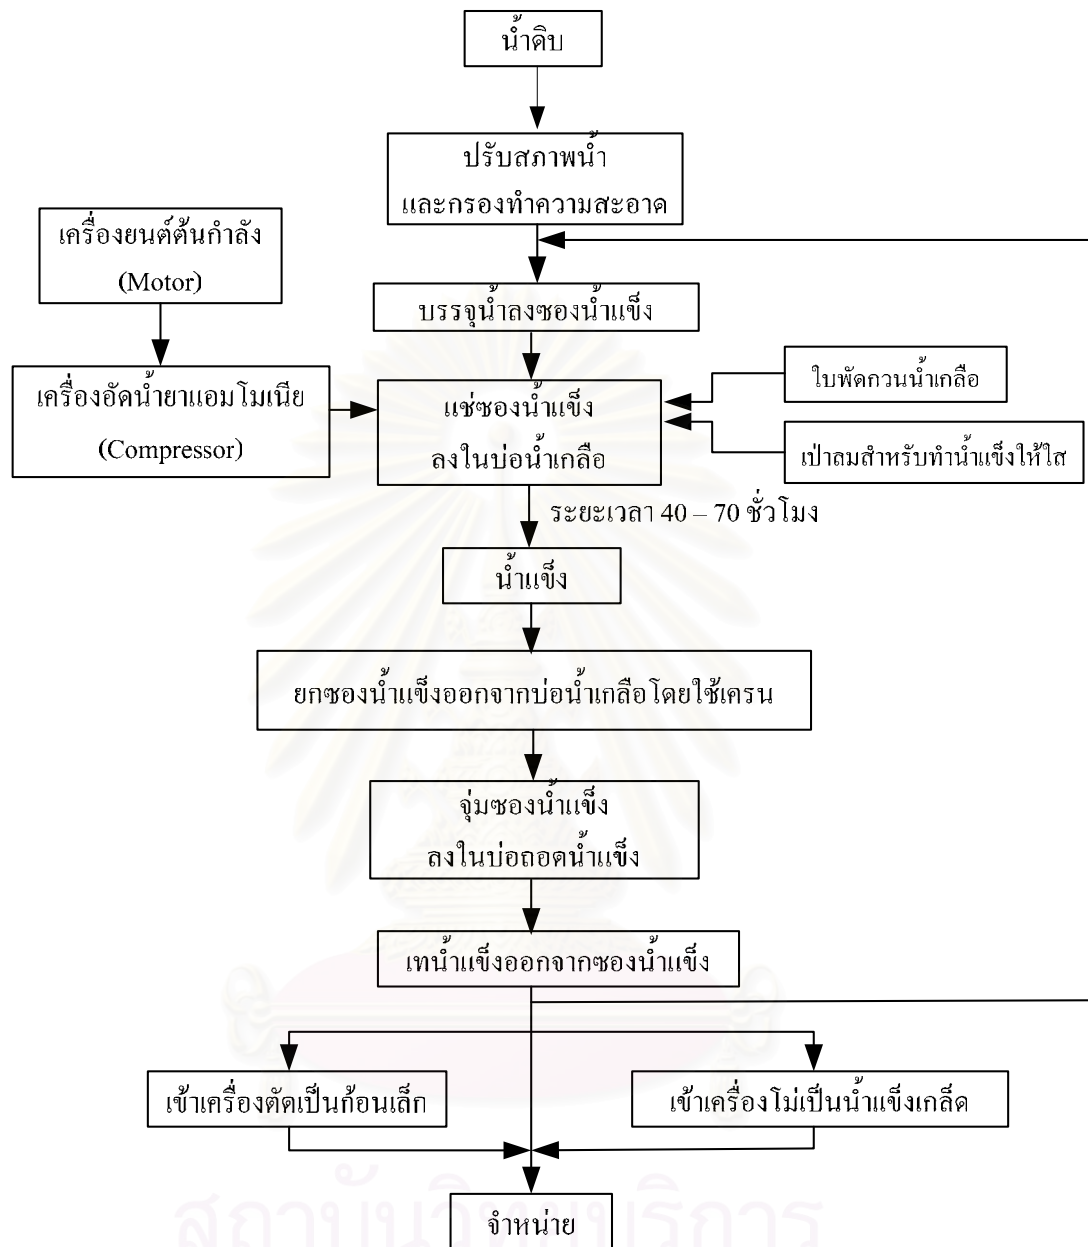 น้ำดิบ
ปรับสภาพน้ำ
และกรองทำความสะอาด
เครื่องยนต์ต้นกำลัง
(Motor)
บรรจุน้ำลงซองน้ำแข็ง
เครื่องอัดน้ำยาแอมโมเนีย
(Compressor)
แช่ซองน้ำแข็ง
ลงในบ่อน้ำเกลือ
ใบพัดกวนน้ำเกลือ
เป่าลมสำหรับทำน้ำแข็งให้ใส
ระยะเวลา 40 – 70 ชั่วโมง
น้ำแข็ง
ยกซองน้ำแข็งออกจากบ่อน้ำเกลือโดยใช้เครน
จุ่มซองน้ำแข็ง
ลงในบ่อถอดน้ำแข็ง
เทน้ำแข็งออกจากซองน้ำแข็ง
เข้าเครื่องตัดเป็นก้อนเล็ก
เข้าเครื่องโม่เป็นน้ำแข็งเกล็ด
จำหน่าย
สถาบันวิทยบริการ